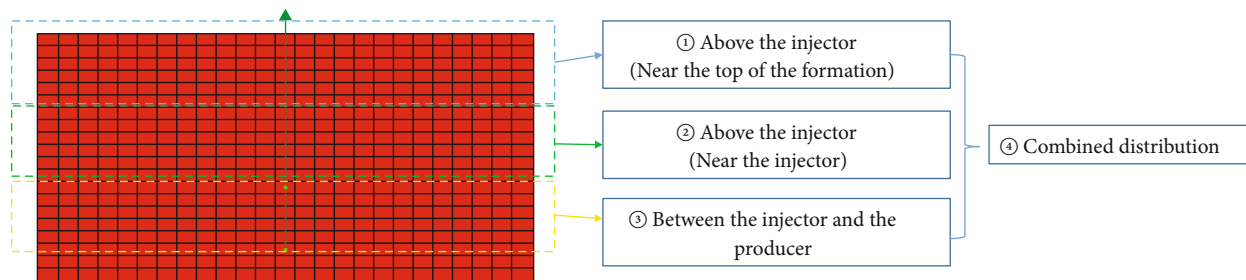 ① Above the injector
(Near the top of the formation)
② Above the injector
(Near the injector)
③ Between the injector and the
producer
④ Combined distribution